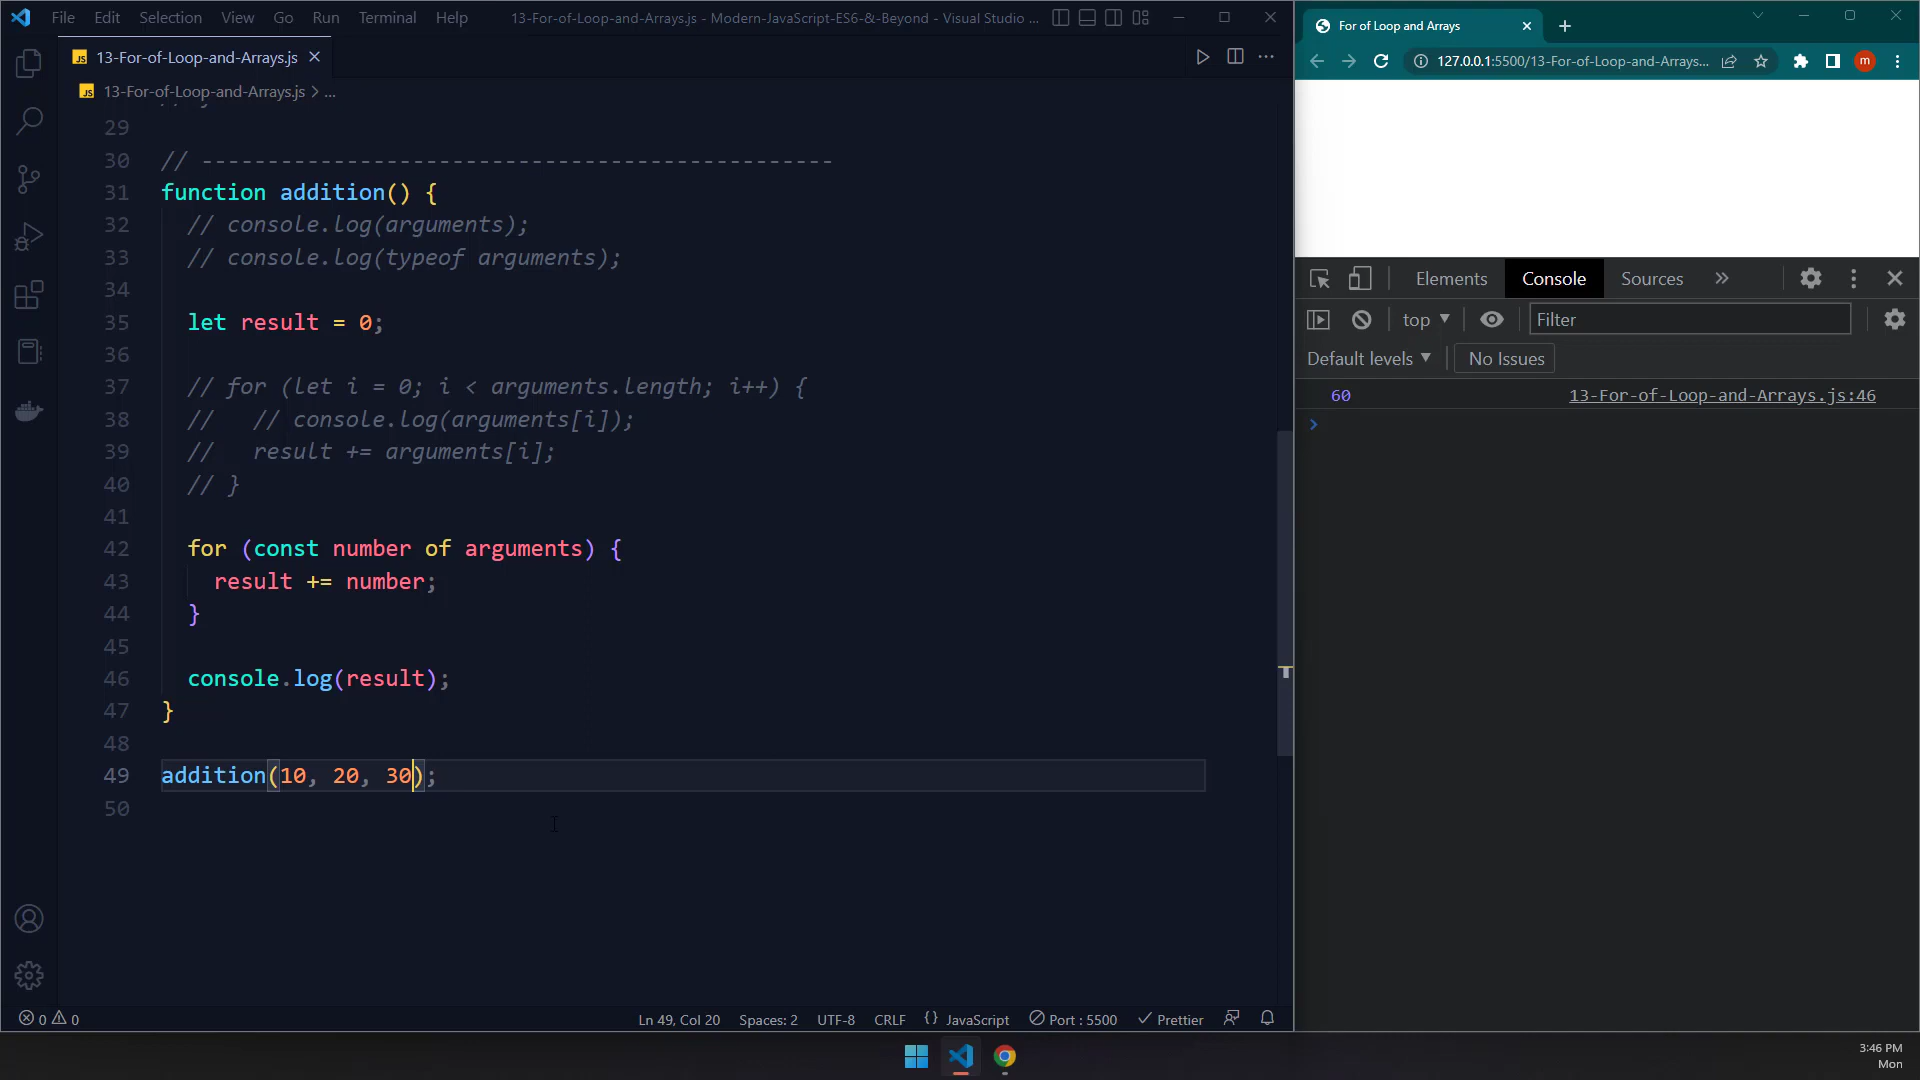 File Edit Selection View Go Run Terminal Help
13-For-of-Loop-and-Arrays.js - Modern-JavaScript-ES6-&-Beyond - Visual Studio ...
JS 13-For-of-Loop-and-Arrays.js
JS 13-For-of-Loop-and-Arrays.js > ...
29
30 // ------------------------------------------------
31 function addition() {
32 // console.log(arguments);
33 // console.log(typeof arguments);
34
35 let result = 0;
36
37 // for (let i = 0; i < arguments.length; i++) {
38 //   // console.log(arguments[i]);
39 //   result += arguments[i];
40 // }
41
42 for (const number of arguments) {
43 result += number;
44 }
45
46 console.log(result);
47 }
48
49 addition(10, 20, 30);
50
0 0
Ln 49, Col 20 Spaces: 2 UTF-8 CRLF {} JavaScript Port : 5500 Prettier
For of Loop and Arrays
127.0.0.1:5500/13-For-of-Loop-and-Arrays...
m
Elements Console Sources »
top Filter
Default levels No Issues
60 13-For-of-Loop-and-Arrays.js:46
>
3:46 PM
Mon